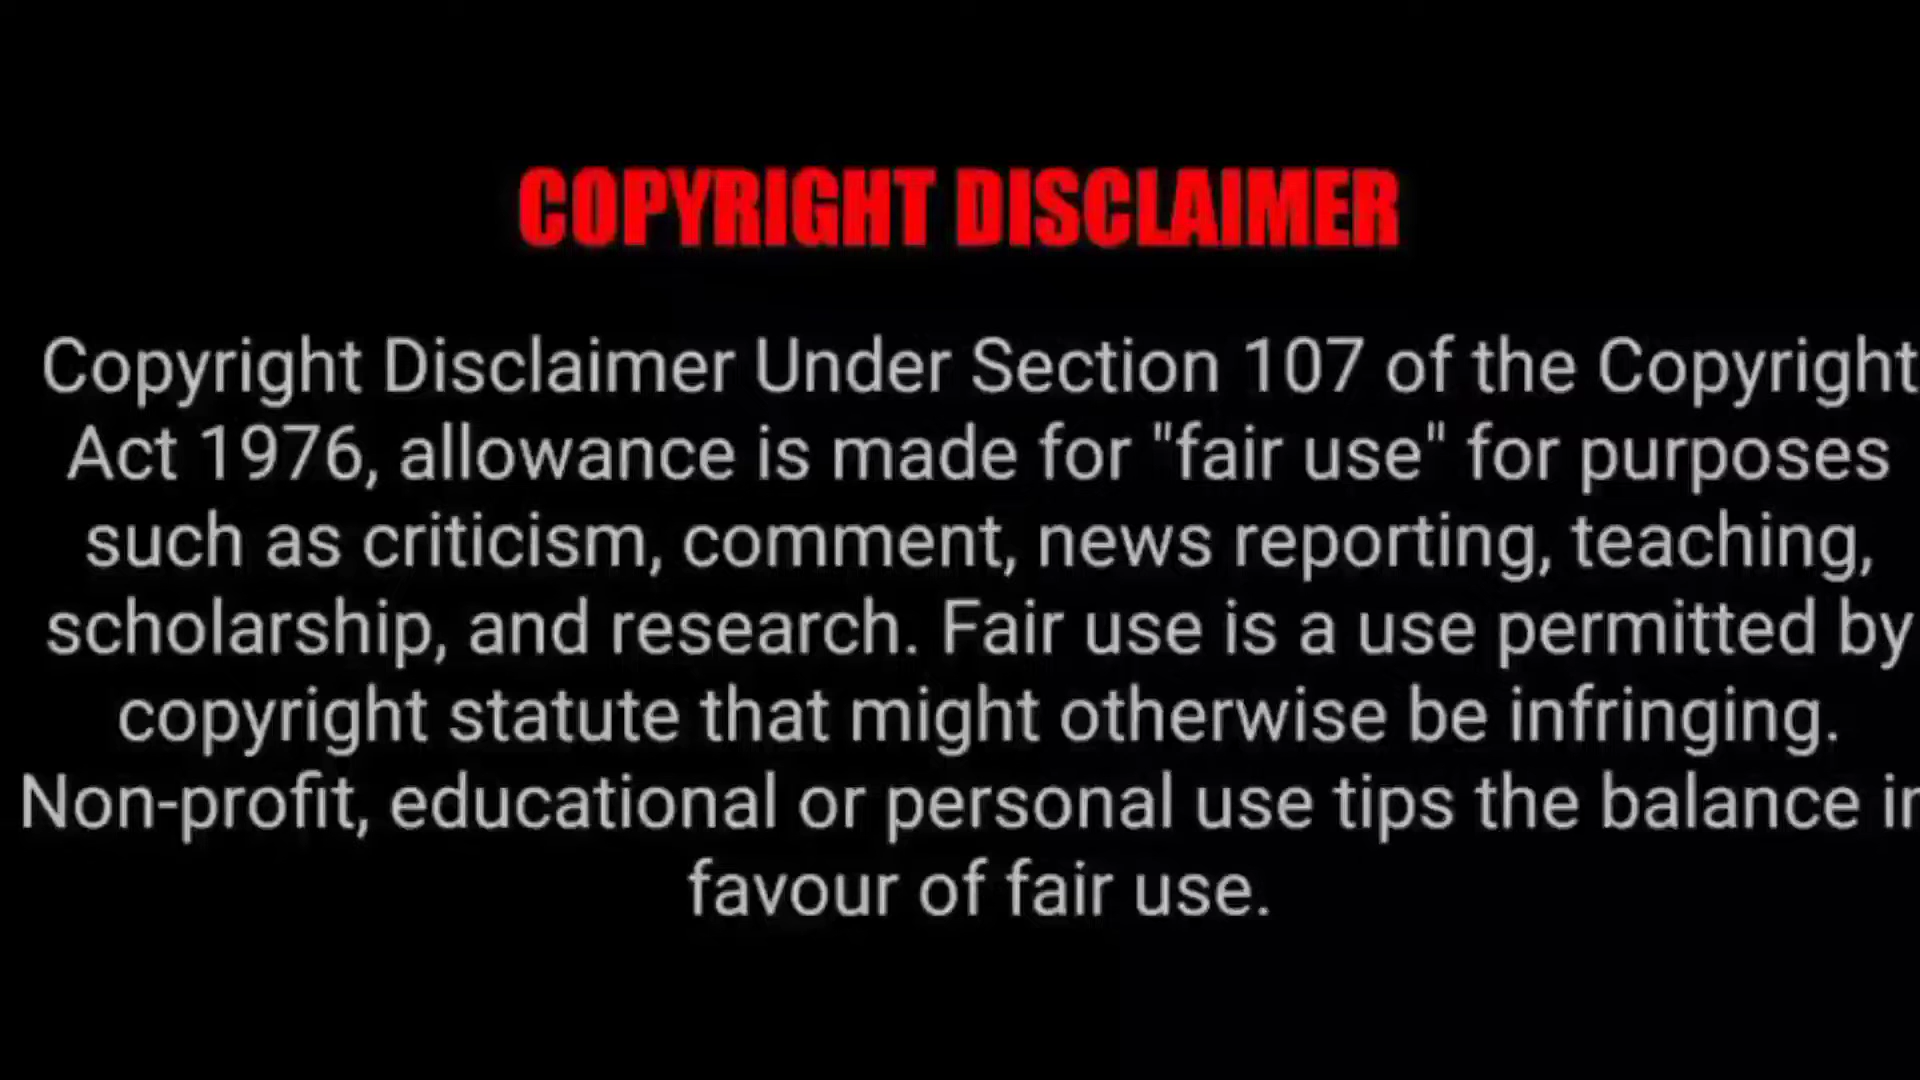 COPYRIGHT DISCLAIMER
Copyright Disclaimer Under Section 107 of the Copyright
Act 1976, allowance is made for "fair use" for purposes
such as criticism, comment, news reporting, teaching,
scholarship, and research. Fair use is a use permitted by
copyright statute that might otherwise be infringing.
Non-profit, educational or personal use tips the balance in
favour of fair use.